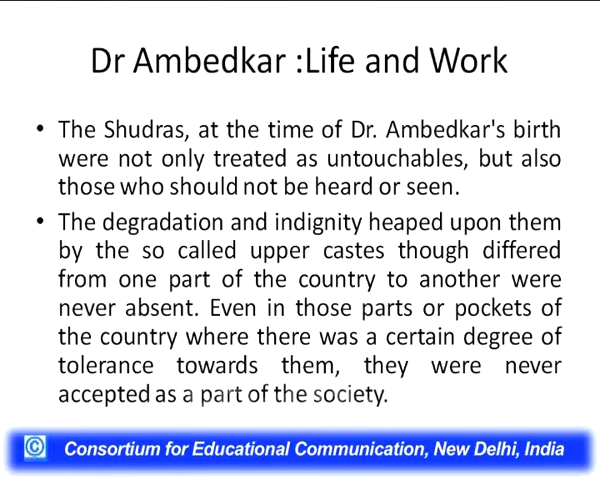 Dr Ambedkar :Life and Work
• The Shudras, at the time of Dr. Ambedkar's birth
were not only treated as untouchables, but also
those who should not be heard or seen.
• The degradation and indignity heaped upon them
by the so called upper castes though differed
from one part of the country to another were
never absent. Even in those parts or pockets of
the country where there was a certain degree of
tolerance towards them, they were never
accepted as a part of the society.
© Consortium for Educational Communication, New Delhi, India